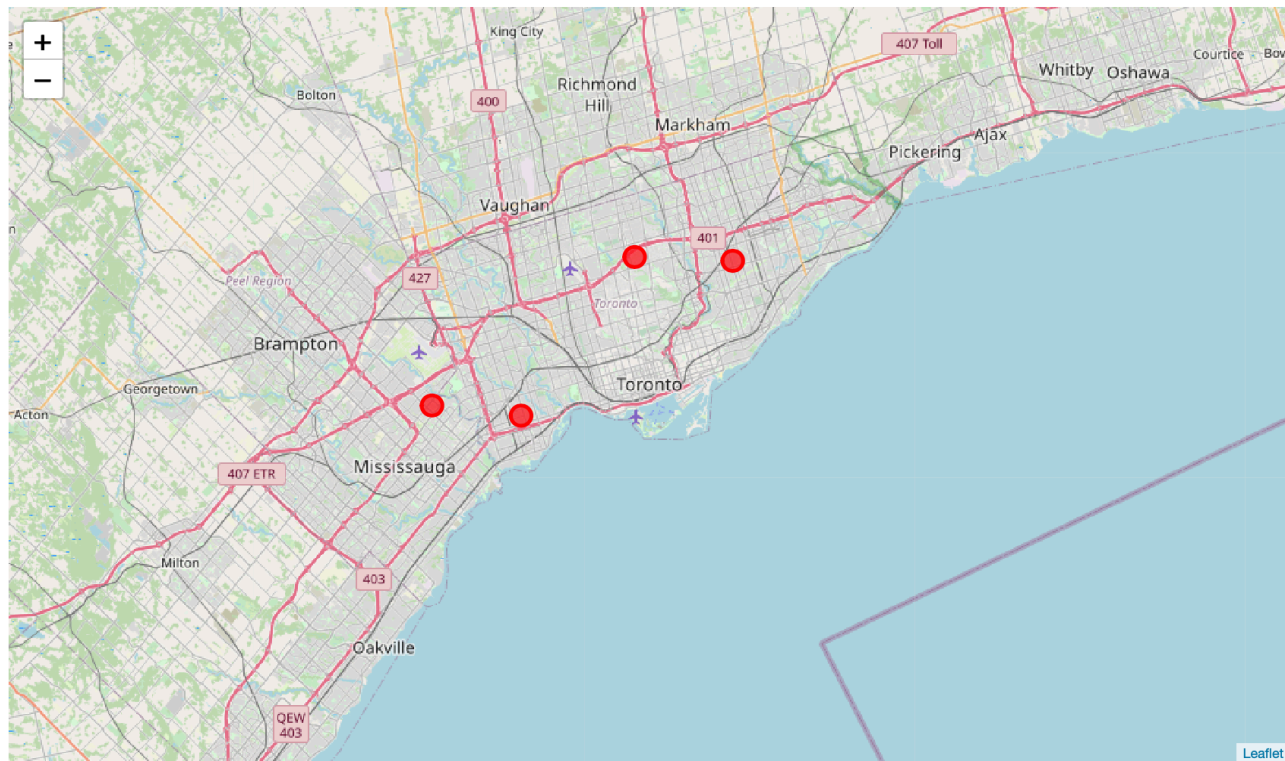 +
−
King City
407 Toll
Courtice
Bow
Whitby
Oshawa
Richmond
Hill
Bolton
400
Markham
Ajax
Pickering
Vaughan
401
427
Peel Region
Toronto
Brampton
Georgetown
Toronto
Acton
Mississauga
407 ETR
Milton
403
Oakville
QEW
403
Leaflet